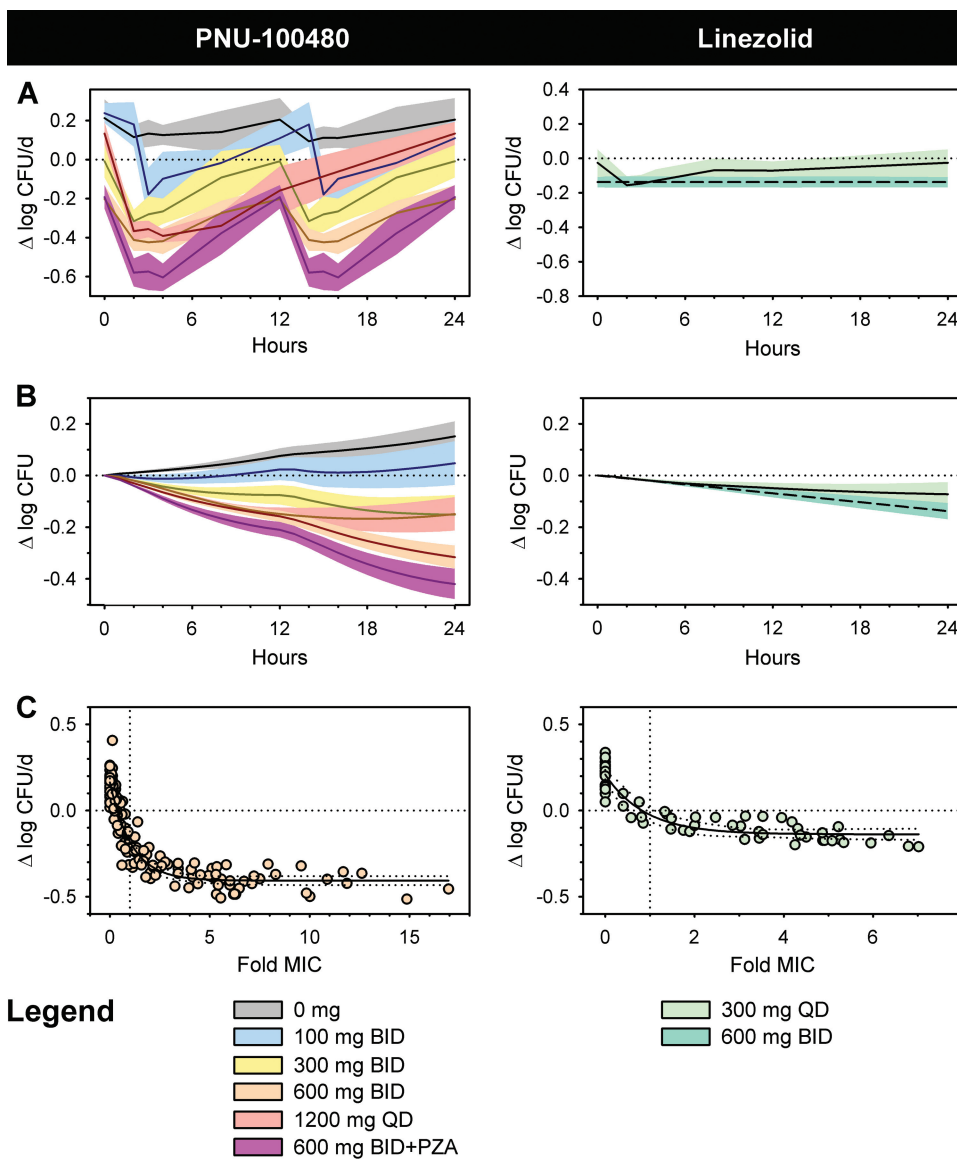 PNU-100480 Linezolid
A
Δ log CFU/d
0.2
0.0
-0.2
-0.4
-0.6
0 6 12 18 24
Hours
Δ log CFU/d
0.4
0.2
0.0
-0.2
-0.4
-0.6
-0.8
0 6 12 18 24
Hours
B
Δ log CFU
0.2
0.0
-0.2
-0.4
0 6 12 18 24
Hours
Δ log CFU
0.2
0.0
-0.2
-0.4
0 6 12 18 24
Hours
C
Δ log CFU/d
0.5
0.0
-0.5
0 5 10 15
Fold MIC
Δ log CFU/d
0.5
0.0
-0.5
0 2 4 6
Fold MIC
Legend
0 mg
100 mg BID
300 mg BID
600 mg BID
1200 mg QD
600 mg BID+PZA
300 mg QD
600 mg BID